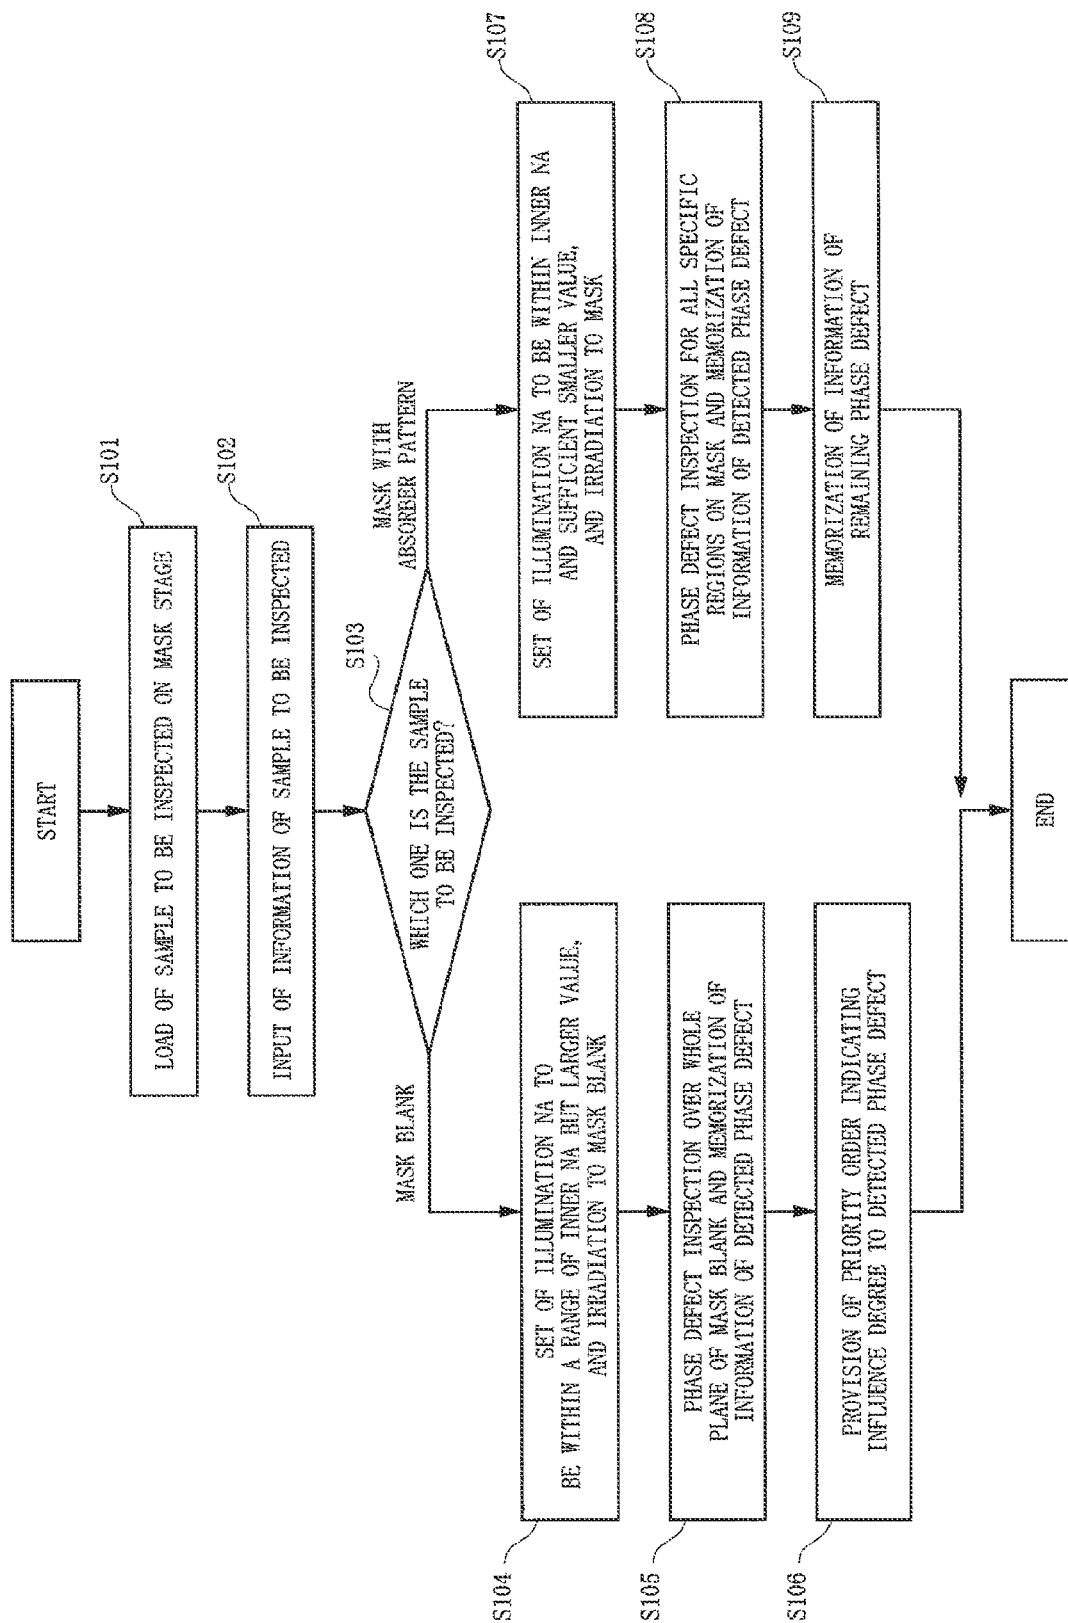 START
S101
LOAD OF SAMPLE TO BE INSPECTED ON MASK STAGE
S102
INPUT OF INFORMATION OF SAMPLE TO BE INSPECTED
S103
WHICH ONE IS THE SAMPLE
TO BE INSPECTED?
MASK BLANK
S104
SET OF ILLUMINATION NA TO
BE WITHIN A RANGE OF INNER NA BUT LARGER VALUE,
AND IRRADIATION TO MASK BLANK
S105
PHASE DEFECT INSPECTION OVER WHOLE
PLANE OF MASK BLANK AND MEMORIZATION OF
INFORMATION OF DETECTED PHASE DEFECT
S106
PROVISION OF PRIORITY ORDER INDICATING
INFLUENCE DEGREE TO DETECTED PHASE DEFECT
MASK WITH
ABSORBER PATTERN
S107
SET OF ILLUMINATION NA TO BE WITHIN INNER NA
AND SUFFICIENT SMALLER VALUE,
AND IRRADIATION TO MASK
S108
PHASE DEFECT INSPECTION FOR ALL SPECIFIC
REGIONS ON MASK AND MEMORIZATION OF
INFORMATION OF DETECTED PHASE DEFECT
S109
MEMORIZATION OF INFORMATION OF
REMAINING PHASE DEFECT
END